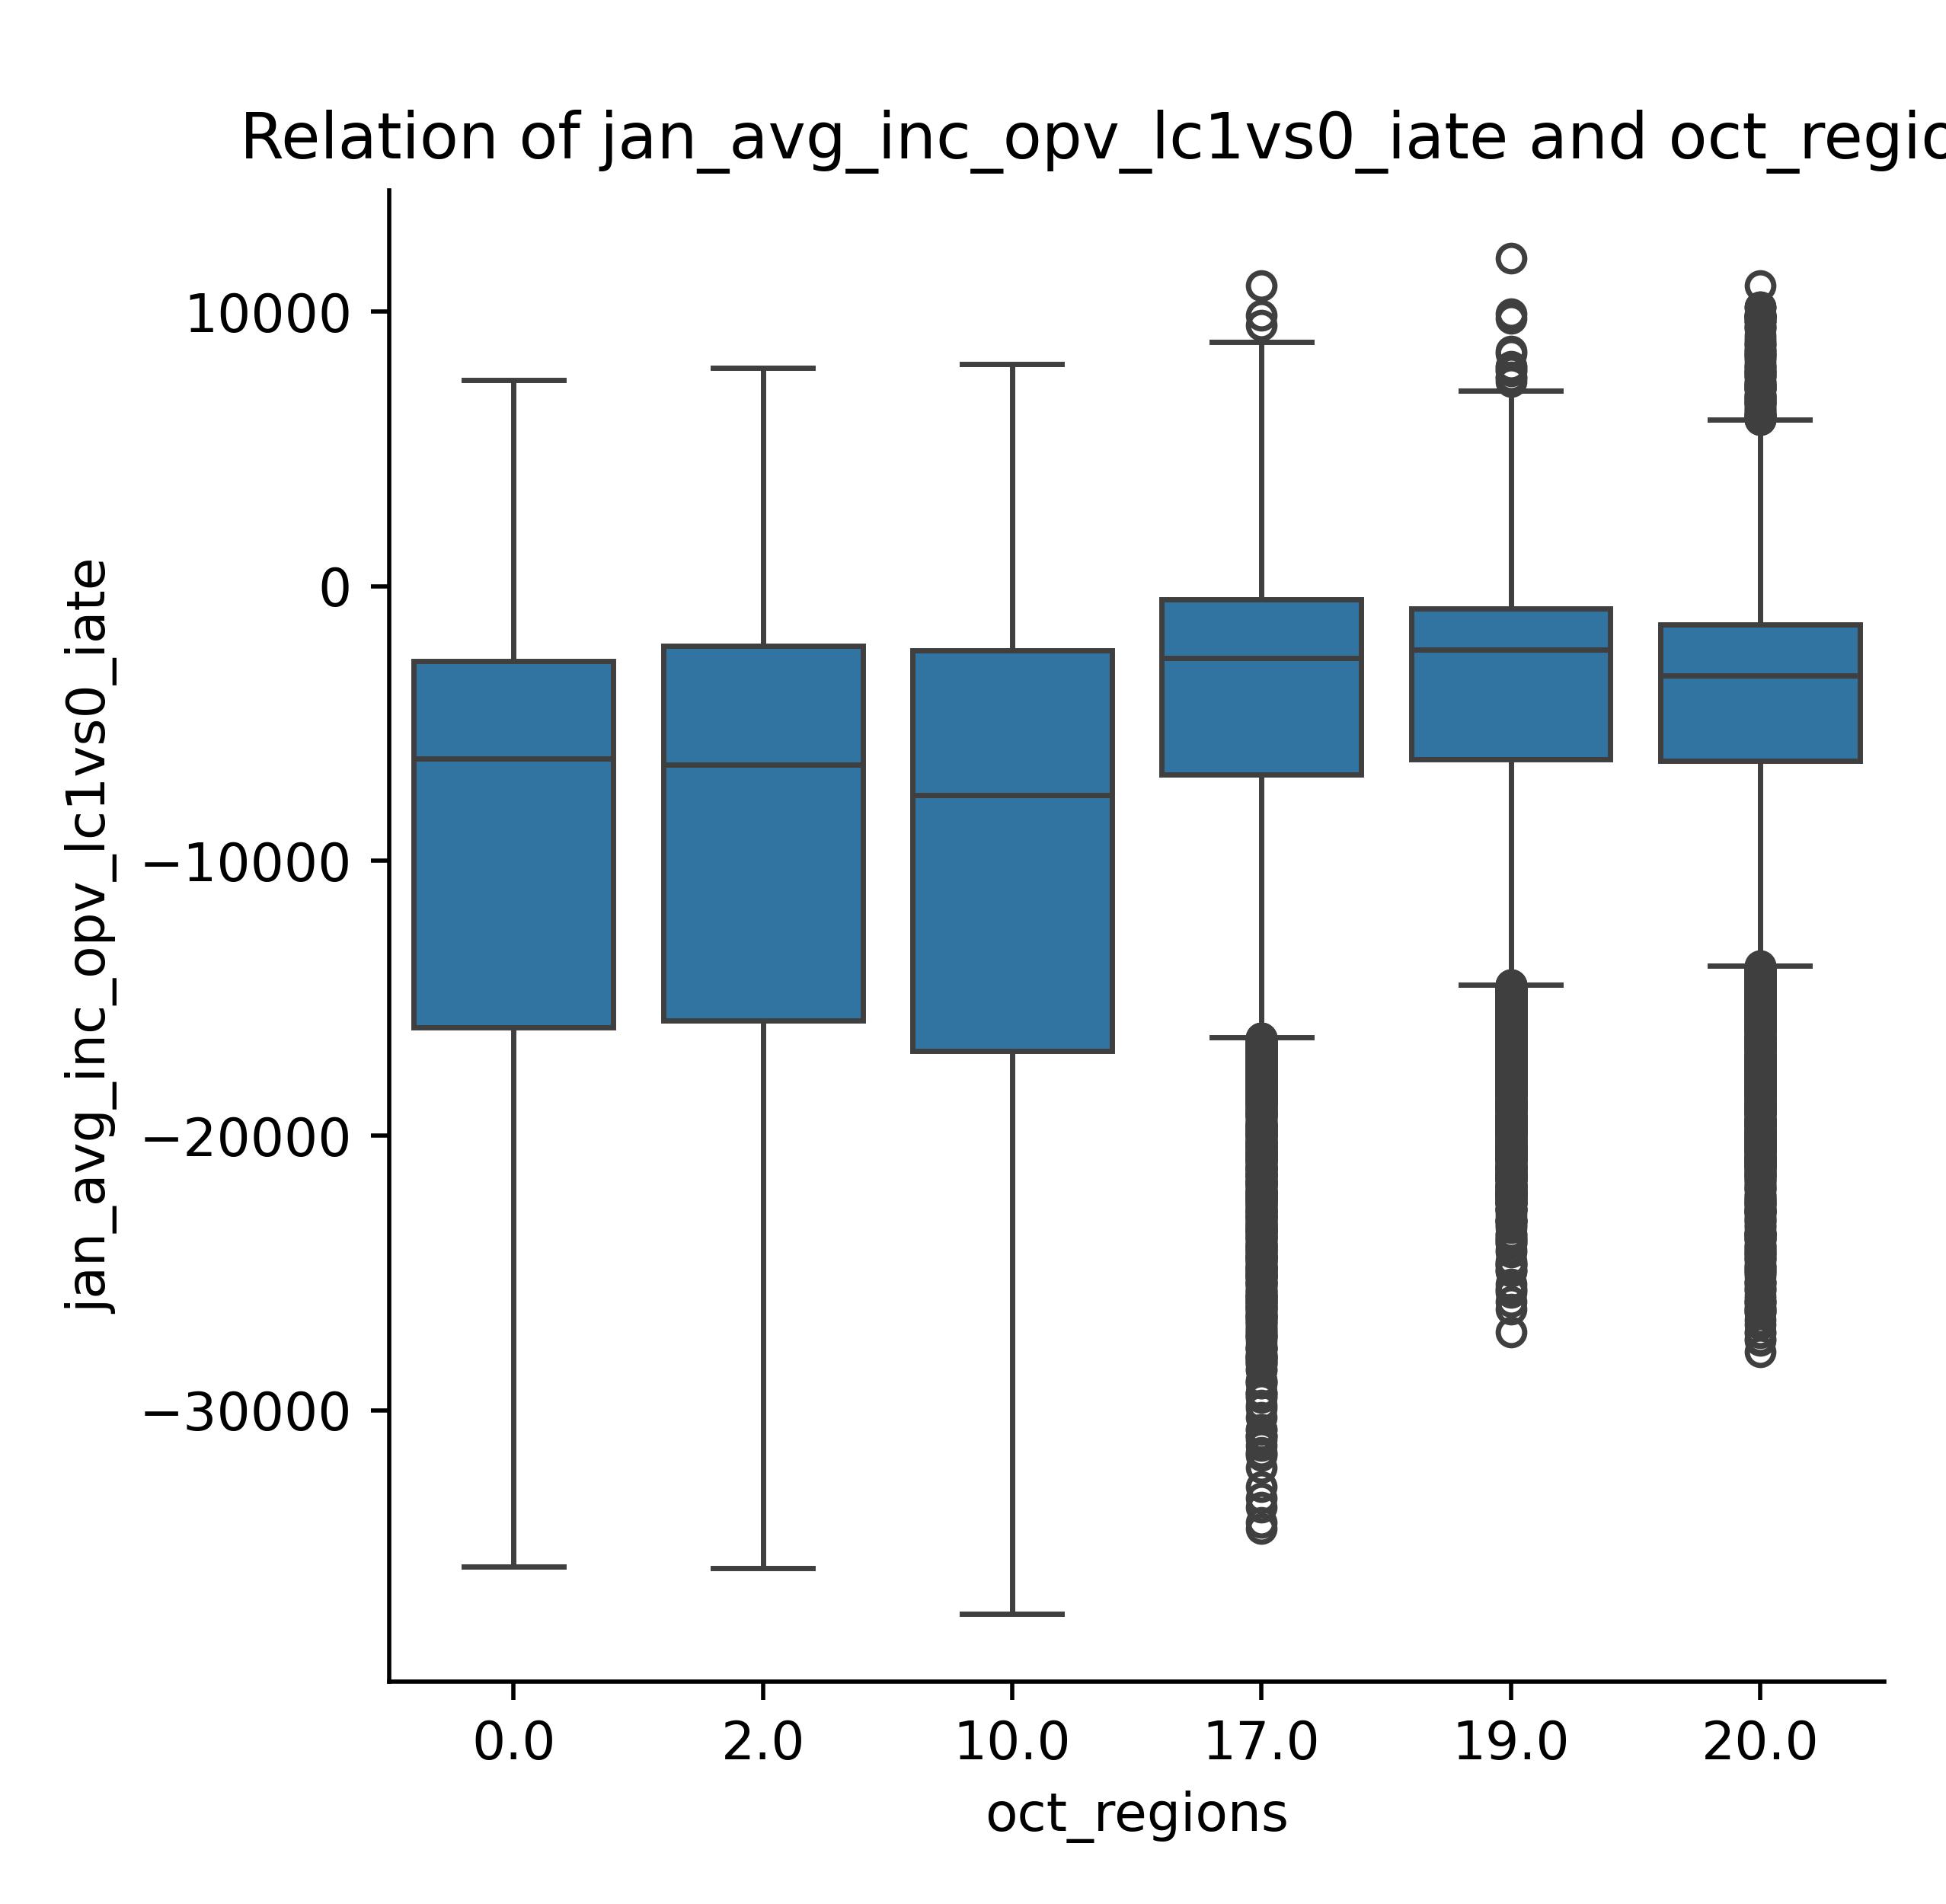 Relation of jan_avg_inc_opv_lc1vs0_iate and oct_regio
jan_avg_inc_opv_lc1vs0_iate
10000
0
−10000
−20000
−30000
0.0 2.0 10.0 17.0 19.0 20.0
oct_regions